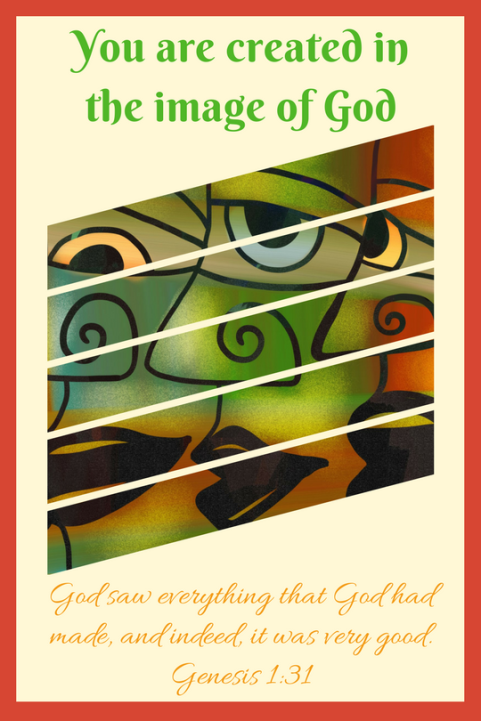 You are created in
the image of God
God saw everything that God had
made, and indeed, it was very good.
Genesis 1:31